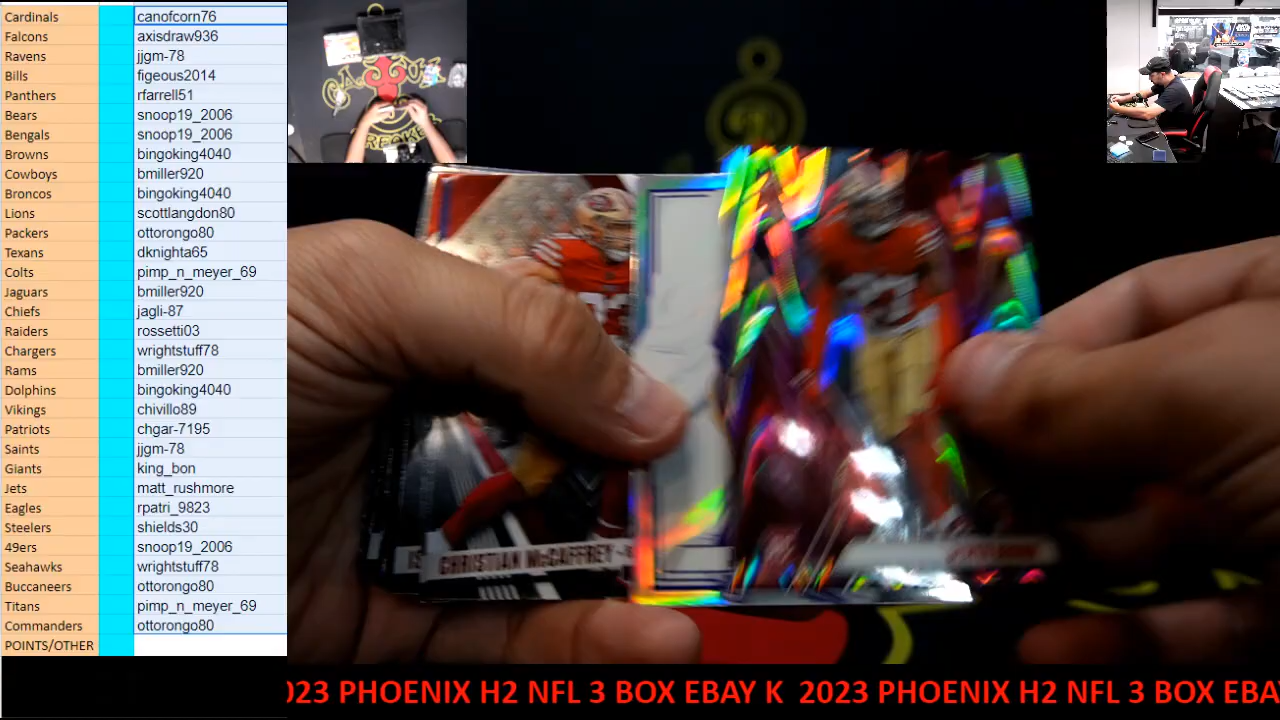 Cardinals canofcorn76
Falcons axisdraw936
Ravens jjgm-78
Bills figeous2014
Panthers rfarrell51
Bears snoop19_2006
Bengals snoop19_2006
Browns bingoking4040
Cowboys bmiller920
Broncos bingoking4040
Lions scottlangdon80
Packers ottorongo80
Texans dknighta65
Colts pimp_n_meyer_69
Jaguars bmiller920
Chiefs jagli-87
Raiders rossetti03
Chargers wrightstuff78
Rams bmiller920
Dolphins bingoking4040
Vikings chivillo89
Patriots chgar-7195
Saints jjgm-78
Giants king_bon
Jets matt_rushmore
Eagles rpatri_9823
Steelers shields30
49ers snoop19_2006
Seahawks wrightstuff78
Buccaneers ottorongo80
Titans pimp_n_meyer_69
Commanders ottorongo80
POINTS/OTHER
CHRISTIAN McCAFFREY
023 PHOENIX H2 NFL 3 BOX EBAY K 2023 PHOENIX H2 NFL 3 BOX EBA